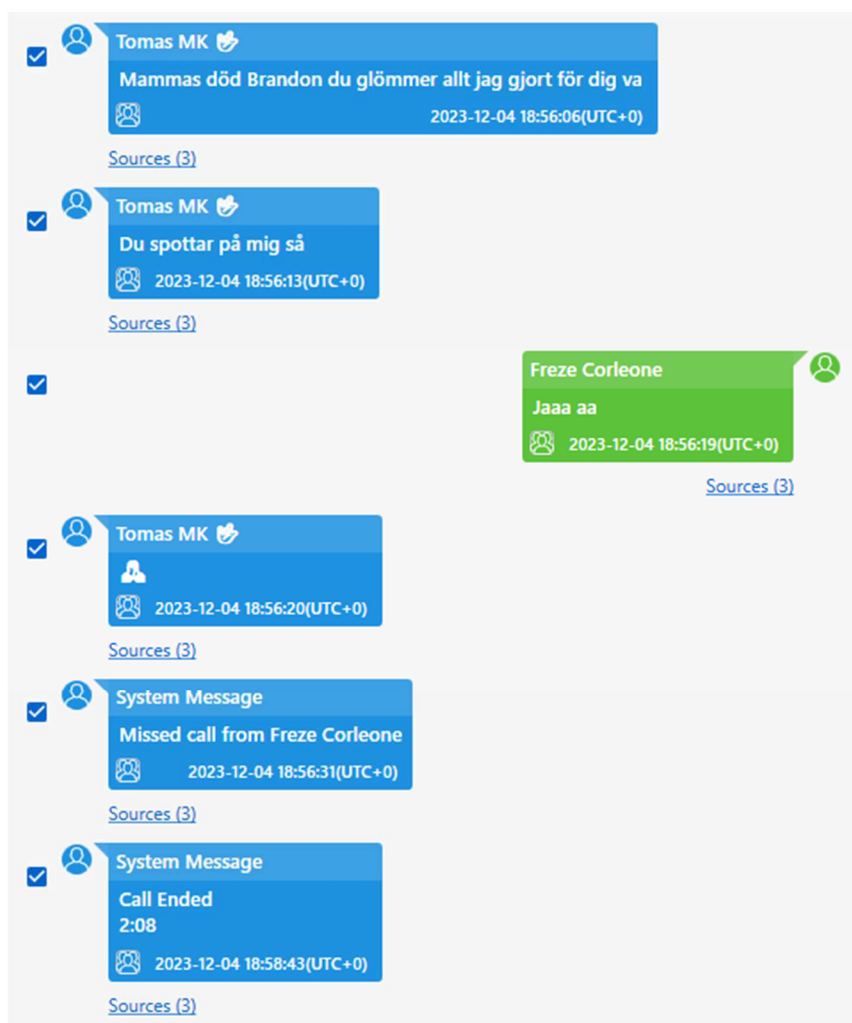 Tomas MK
Mammas död Brandon du glömmer allt jag gjort för dig va
2023-12-04 18:56:06(UTC+0)
Sources (3)
Tomas MK
Du spottar på mig så
2023-12-04 18:56:13(UTC+0)
Sources (3)
Freze Corleone
Jaaa aa
2023-12-04 18:56:19(UTC+0)
Sources (3)
Tomas MK
2023-12-04 18:56:20(UTC+0)
Sources (3)
System Message
Missed call from Freze Corleone
2023-12-04 18:56:31(UTC+0)
Sources (3)
System Message
Call Ended
2:08
2023-12-04 18:58:43(UTC+0)
Sources (3)